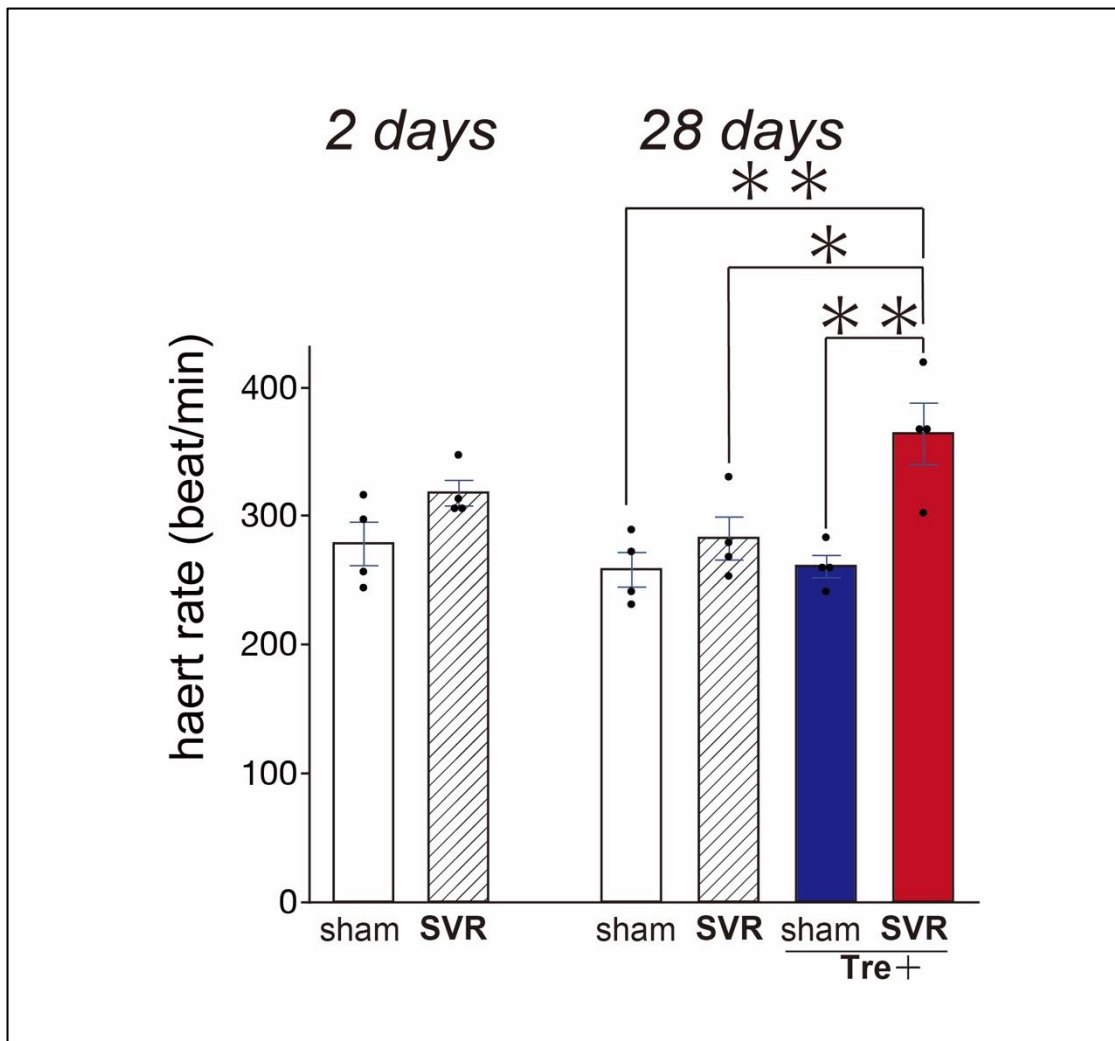 2 days 28 days
* *
*
* *
haert rate (beat/min)
400
300
200
100
0
sham SVR sham SVR sham SVR
Tre+